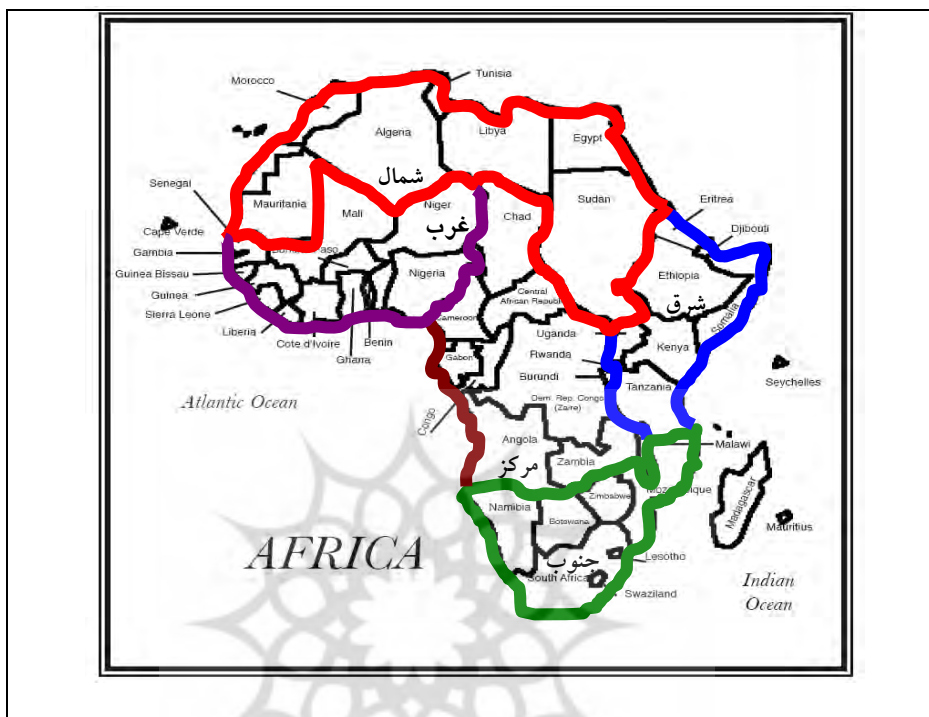 Tunisia
Morocco
Algeria
Libya
Egypt
شمال
Senegal
Mauritania
Mali
Niger
Chad
Sudan
Eritrea
غرب
Cape Verde
Djibouti
Gambia
Guinea Bissau
Nigeria
Ethiopia
شرق
Guinea
Central
African Republi
Sierra Leone
Cameroon
Somalia
Liberia
Cote d'Ivoire
Benin
Uganda
Kenya
Ghana
Gabon
Rwanda
Burundi
Seychelles
Tanzania
Atlantic Ocean
Dem. Rep. Congo
(Zaire)
Congo
Angola
Malawi
مرکز
Zambia
Zimbabwe
Madagascar
Namibia
Botswana
Mauritius
AFRICA
جنوب
Lesotho
South Africa
Swaziland
Indian
Ocean